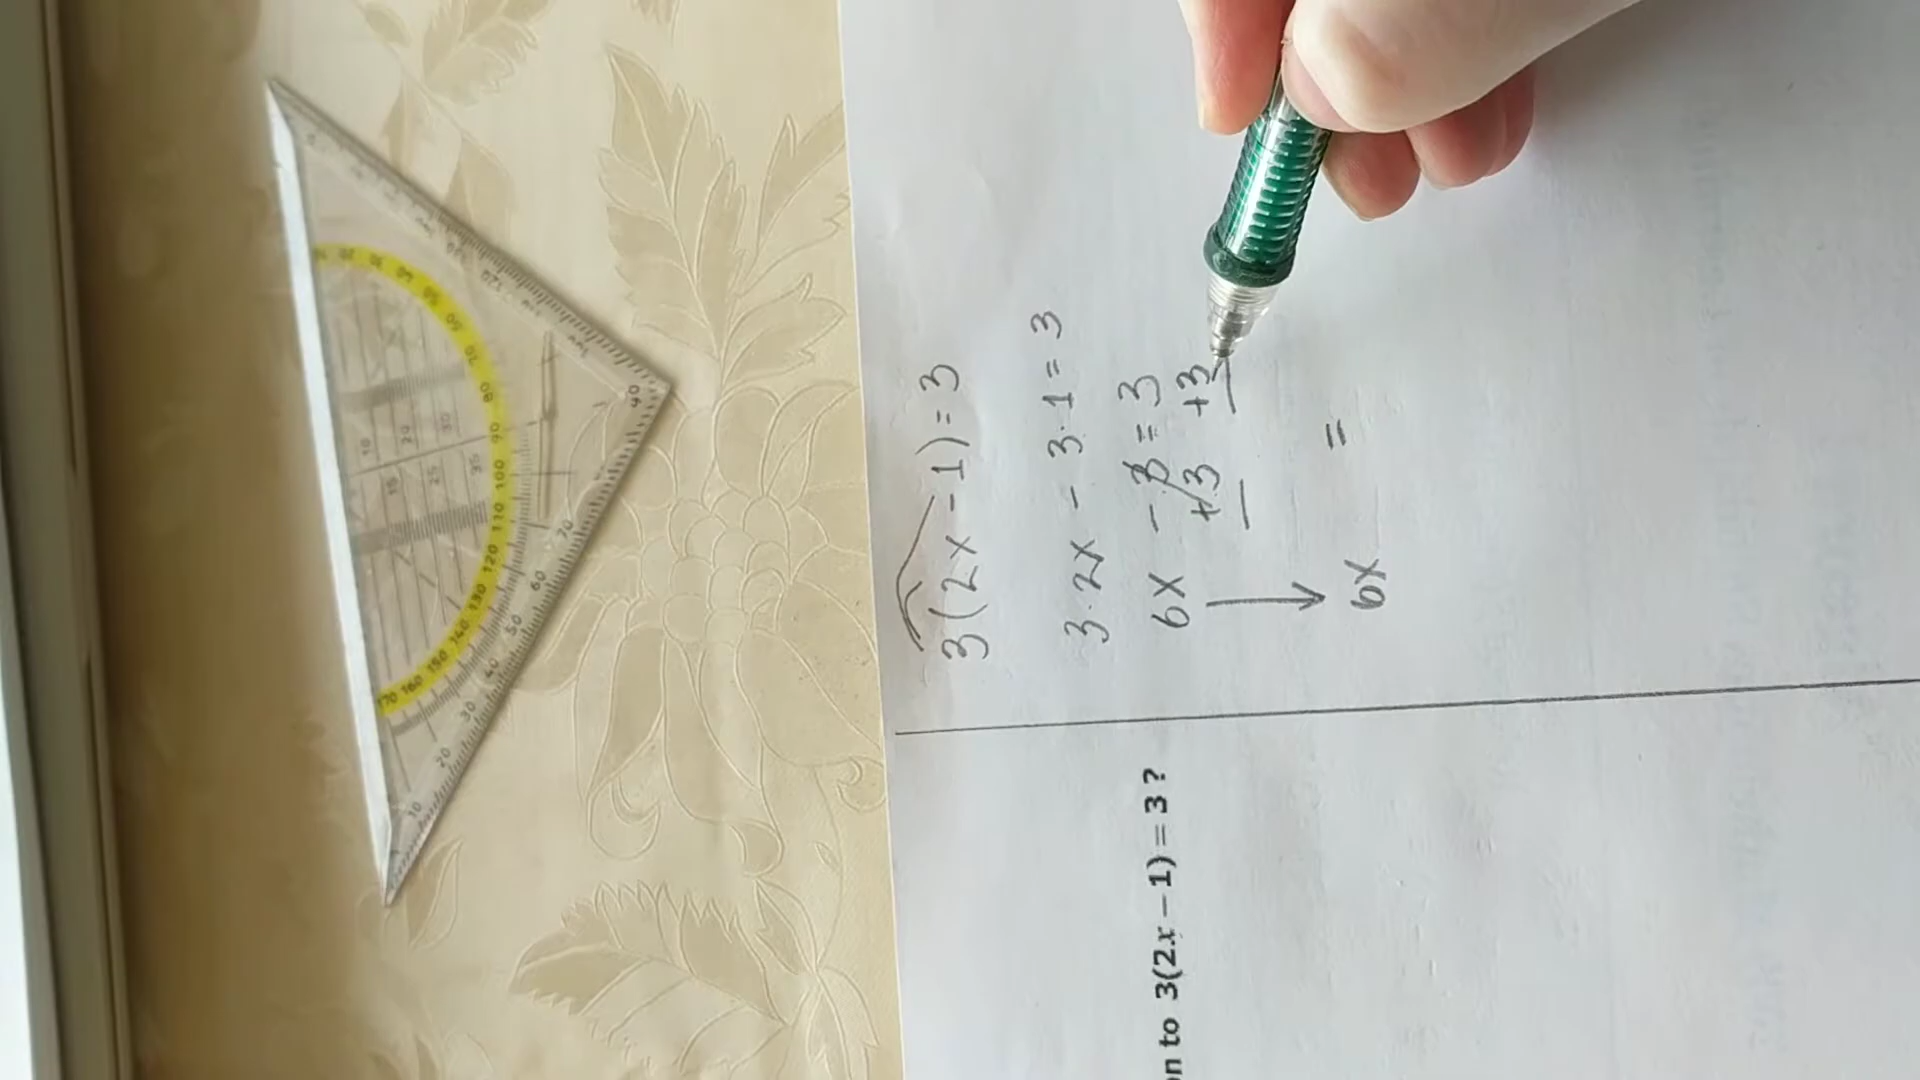 on to 3(2x − 1) = 3 ?
3(2x - 1) = 3
3·2x - 3·1 = 3
6x - 3 = 3
+3 +3
6x =